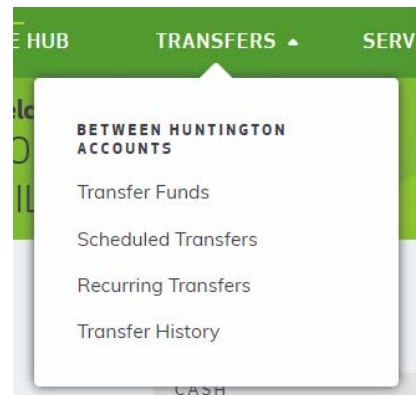 E HUB TRANSFERS SERV
BETWEEN HUNTINGTON
ACCOUNTS
Transfer Funds
Scheduled Transfers
Recurring Transfers
Transfer History
CASH